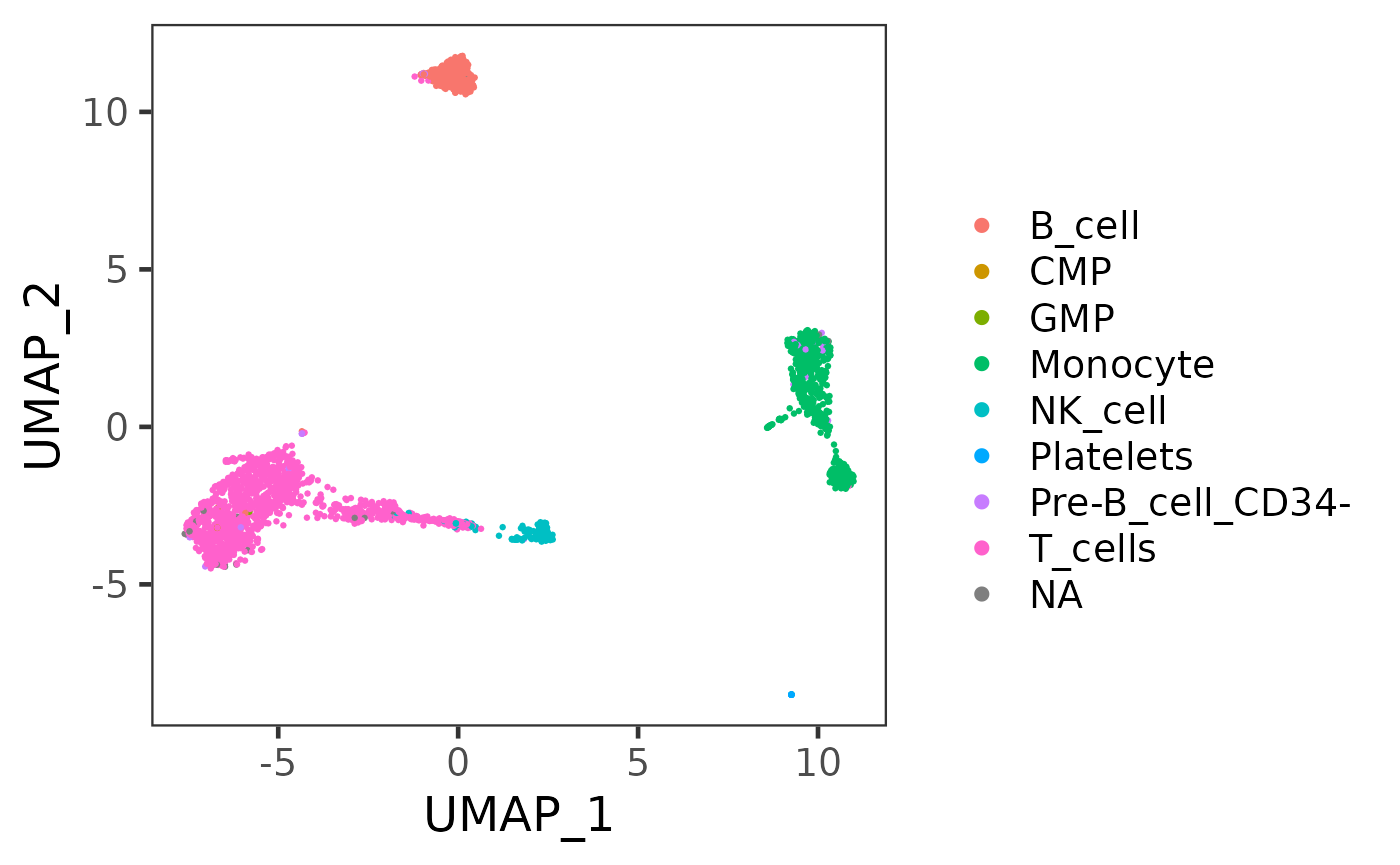 10
5
0
-5
UMAP_2
-5
0
5
10
UMAP_1
B_cell
CMP
GMP
Monocyte
NK_cell
Platelets
Pre-B_cell_CD34-
T_cells
NA